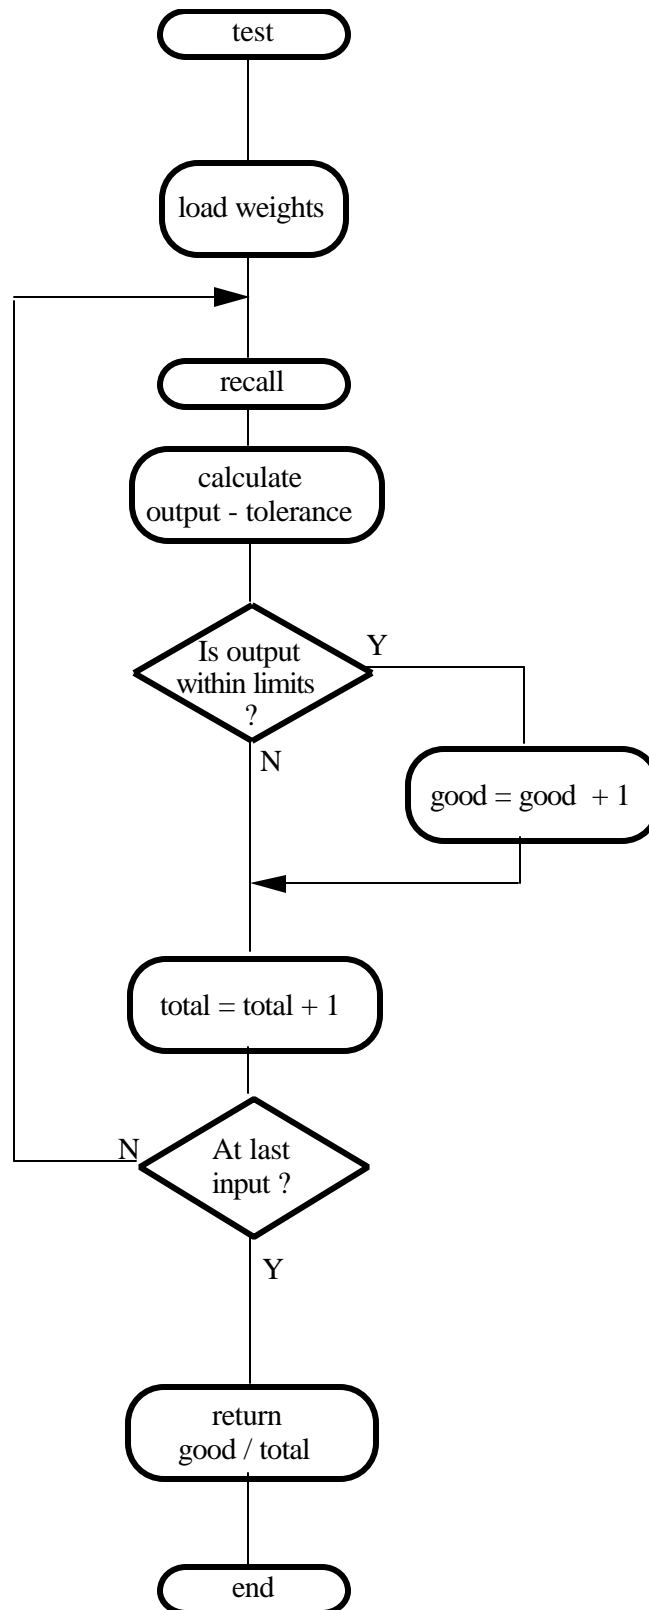 test
load weights
recall
calculate
output - tolerance
Is output
within limits
?
Y
N
good = good + 1
total = total + 1
At last
input ?
N
Y
return
good / total
end